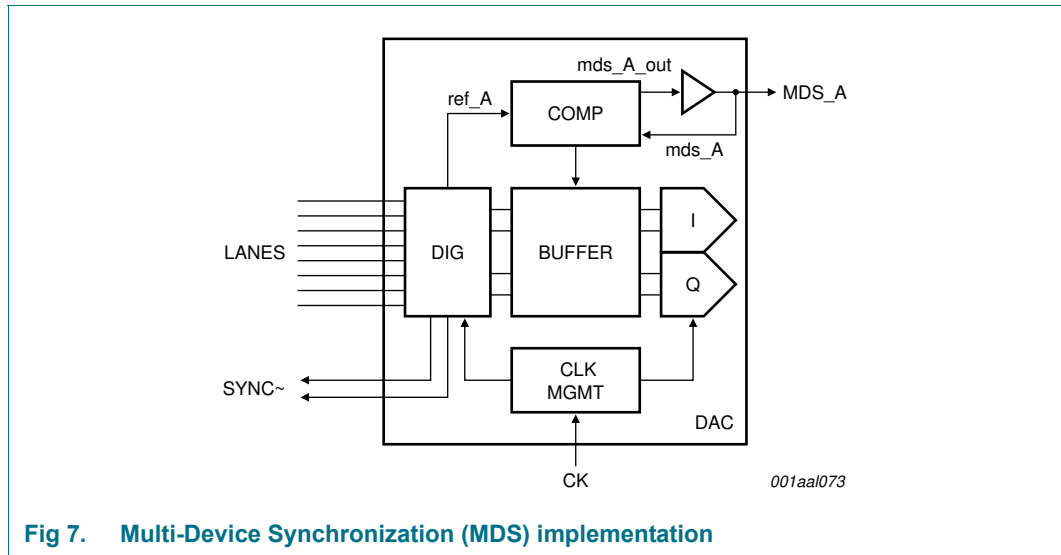 mds_A_out
MDS_A
ref_A
COMP
mds_A
I
LANES
DIG
BUFFER
Q
CLK
MGMT
SYNC~
DAC
CK
001aal073
Fig 7. Multi-Device Synchronization (MDS) implementation